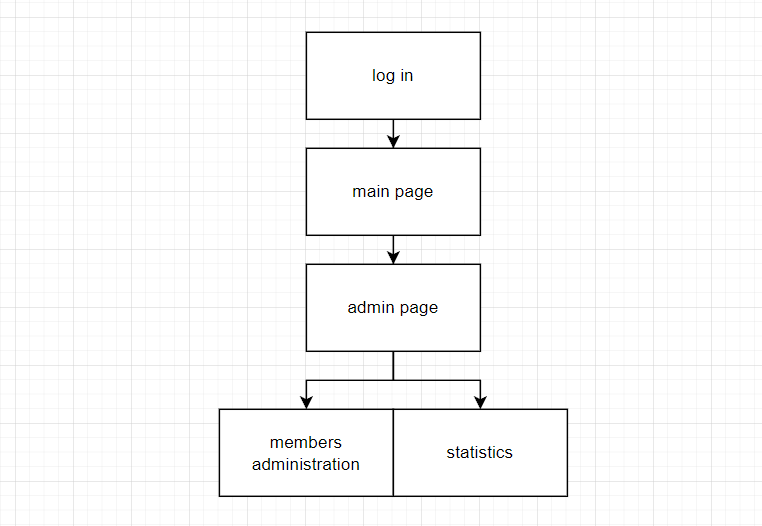 log in
main page
admin page
members
administration
statistics